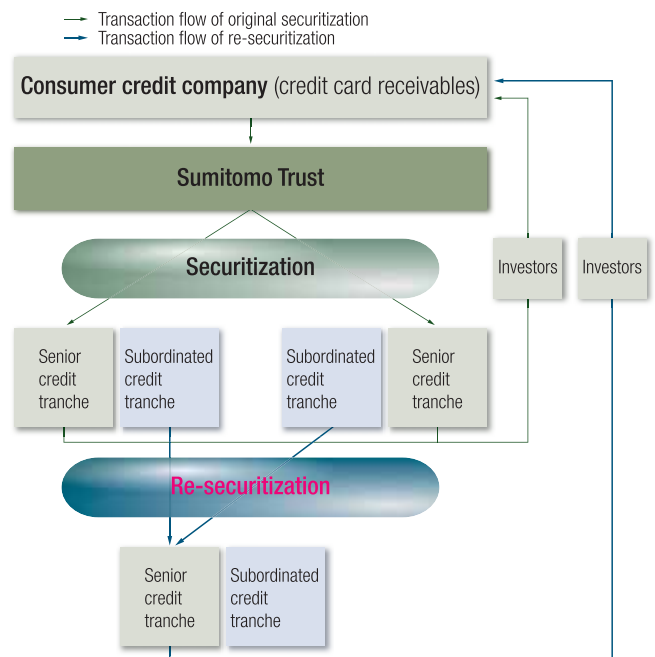 Transaction flow of original securitization
Transaction flow of re-securitization
Consumer credit company (credit card receivables)
Sumitomo Trust
Securitization
Investors
Investors
Senior
credit
tranche
Subordinated
credit
tranche
Subordinated
credit
tranche
Senior
credit
tranche
Re-securitization
Senior
credit
tranche
Subordinated
credit
tranche